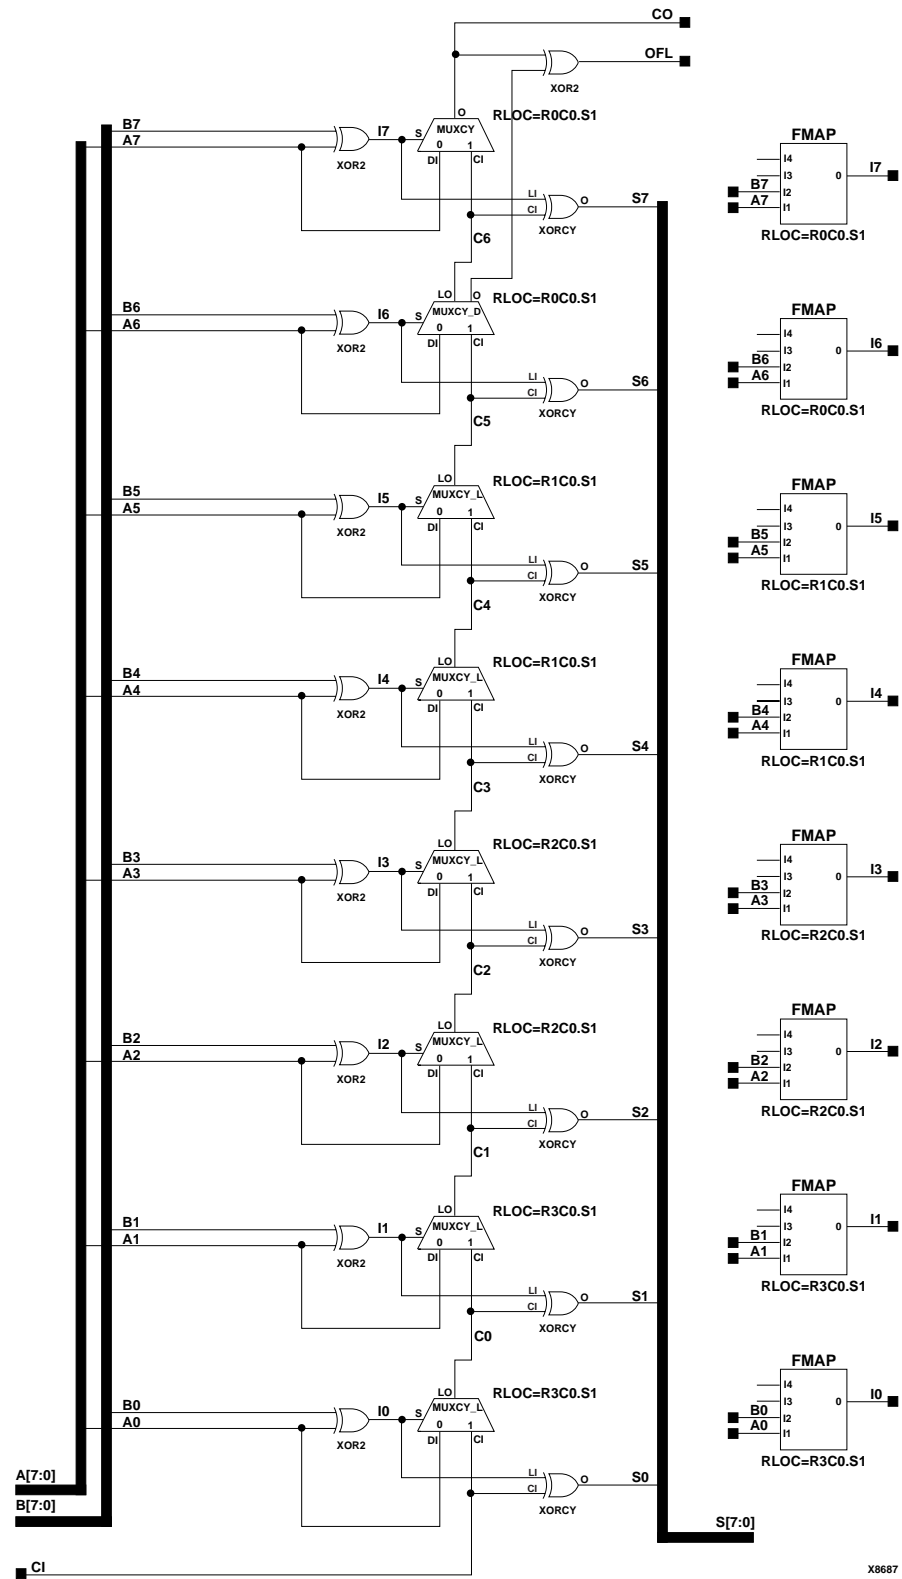 CO
OFL
XOR2
O
RLOC=R0C0.S1
B7
A7
I7
S
MUXCY
0 1
DI CI
XOR2
LI
CI
O
S7
XORCY
C6
LO O
RLOC=R0C0.S1
B6
A6
I6
S
MUXCY_D
0 1
DI CI
XOR2
LI
CI
O
S6
XORCY
C5
LO
RLOC=R1C0.S1
B5
A5
I5
S
MUXCY_L
0 1
DI CI
XOR2
LI
CI
O
S5
XORCY
C4
LO
RLOC=R1C0.S1
B4
A4
I4
S
MUXCY_L
0 1
DI CI
XOR2
LI
CI
O
S4
XORCY
C3
LO
RLOC=R2C0.S1
B3
A3
I3
S
MUXCY_L
0 1
DI CI
XOR2
LI
CI
O
S3
XORCY
C2
LO
RLOC=R2C0.S1
B2
A2
I2
S
MUXCY_L
0 1
DI CI
XOR2
LI
CI
O
S2
XORCY
C1
LO
RLOC=R3C0.S1
B1
A1
I1
S
MUXCY_L
0 1
DI CI
XOR2
LI
CI
O
S1
XORCY
C0
LO
RLOC=R3C0.S1
B0
A0
I0
S
MUXCY_L
0 1
DI CI
XOR2
LI
CI
O
S0
XORCY
A[7:0]
B[7:0]
S[7:0]
CI
FMAP
I4
I3 0 I7
B7 I2
A7 I1
RLOC=R0C0.S1
FMAP
I4
I3 0 I6
B6 I2
A6 I1
RLOC=R0C0.S1
FMAP
I4
I3 0 I5
B5 I2
A5 I1
RLOC=R1C0.S1
FMAP
I4
I3 0 I4
B4 I2
A4 I1
RLOC=R1C0.S1
FMAP
I4
I3 0 I3
B3 I2
A3 I1
RLOC=R2C0.S1
FMAP
I4
I3 0 I2
B2 I2
A2 I1
RLOC=R2C0.S1
FMAP
I4
I3 0 I1
B1 I2
A1 I1
RLOC=R3C0.S1
FMAP
I4
I3 0 I0
B0 I2
A0 I1
RLOC=R3C0.S1
X8687